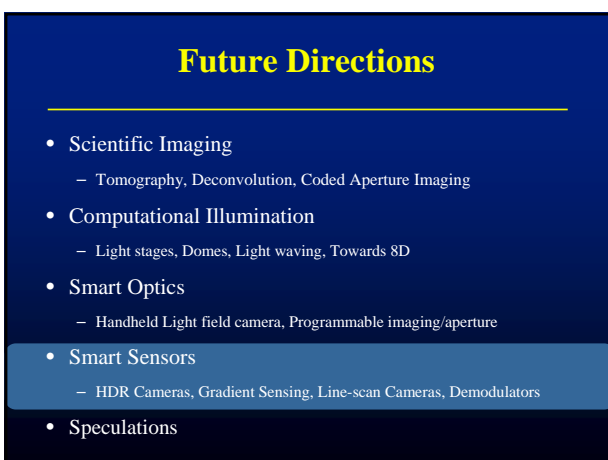 Future Directions
• Scientific Imaging
– Tomography, Deconvolution, Coded Aperture Imaging
• Computational Illumination
– Light stages, Domes, Light waving, Towards 8D
• Smart Optics
– Handheld Light field camera, Programmable imaging/aperture
• Smart Sensors
– HDR Cameras, Gradient Sensing, Line-scan Cameras, Demodulators
• Speculations